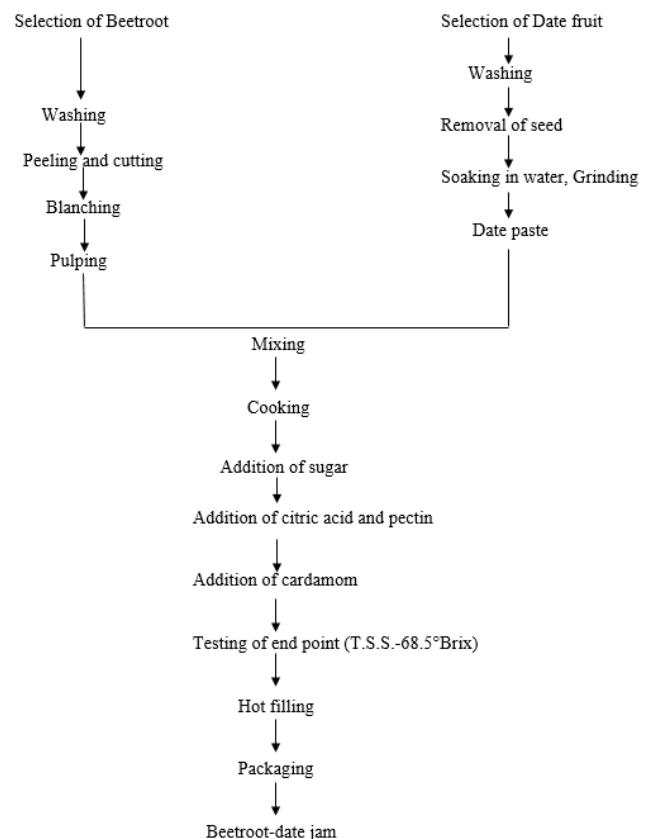 Selection of Beetroot
Washing
Peeling and cutting
Blanching
Pulping
Selection of Date fruit
Washing
Removal of seed
Soaking in water, Grinding
Date paste
Mixing
Cooking
Addition of sugar
Addition of citric acid and pectin
Addition of cardamom
Testing of end point (T.S.S.-68.5°Brix)
Hot filling
Packaging
Beetroot-date jam